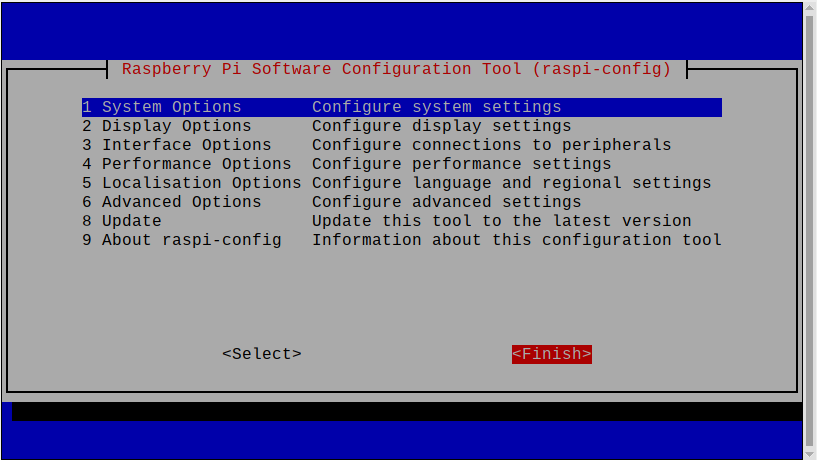 Raspberry Pi Software Configuration Tool (raspi-config)
1 System Options       Configure system settings
2 Display Options      Configure display settings
3 Interface Options    Configure connections to peripherals
4 Performance Options  Configure performance settings
5 Localisation Options Configure language and regional settings
6 Advanced Options     Configure advanced settings
8 Update               Update this tool to the latest version
9 About raspi-config   Information about this configuration tool
<Select>                     <Finish>